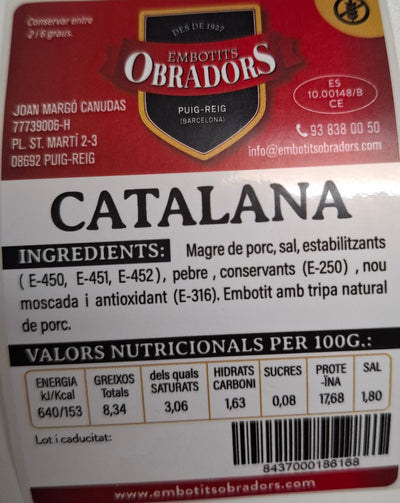 Conservar entre
2 i 6 graus.
DES DE 1927
EMBOTITS
OBRADORS
PUIG-REIG
(BARCELONA)
JOAN MARGÓ CANUDAS
77739006-H
PL. ST. MARTÍ 2-3
08692 PUIG-REIG
ES
10.00148/B
CE
93 838 00 50
info@embotitsobradors.com
CATALANA
INGREDIENTS: Magre de porc, sal, estabilitzants
( E-450, E-451, E-452), pebre , conservants (E-250) , nou
moscada i antioxidant (E-316). Embotit amb tripa natural
de porc.
VALORS NUTRICIONALS PER 100G.:
ENERGIA kJ/Kcal GREIXOS Totals dels quals SATURATS HIDRATS CARBONI SUCRES PROTE-ÏNA SAL
640/153 8,34 3,06 1,63 0,08 17,68 1,80
Lot i caducitat:
8437000186168
www.embotitsobradors.com